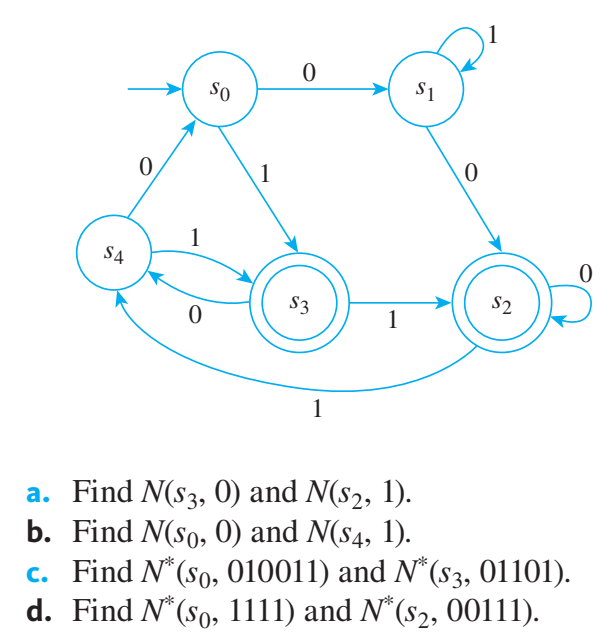 1
s0 0 s1
0 1 0
s4 1 0
s3 s2
0 1
1
a. Find N(s3, 0) and N(s2, 1).
b. Find N(s0, 0) and N(s4, 1).
c. Find N*(s0, 010011) and N*(s3, 01101).
d. Find N*(s0, 1111) and N*(s2, 00111).